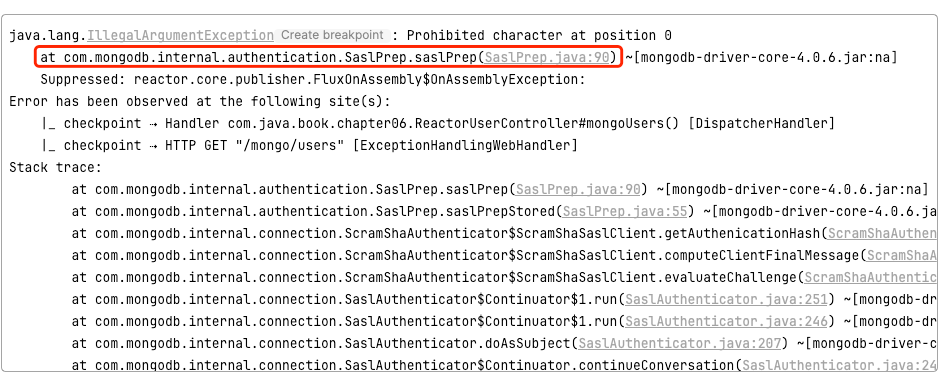 java.lang.IllegalArgumentException Create breakpoint : Prohibited character at position 0
at com.mongodb.internal.authentication.SaslPrep.saslPrep(SaslPrep.java:90) ~[mongodb-driver-core-4.0.6.jar:na]
Suppressed: reactor.core.publisher.FluxOnAssembly$OnAssemblyException:
Error has been observed at the following site(s):
|_ checkpoint ⇢ Handler com.java.book.chapter06.ReactorUserController#mongoUsers() [DispatcherHandler]
|_ checkpoint ⇢ HTTP GET "/mongo/users" [ExceptionHandlingWebHandler]
Stack trace:
at com.mongodb.internal.authentication.SaslPrep.saslPrep(SaslPrep.java:90) ~[mongodb-driver-core-4.0.6.jar:na]
at com.mongodb.internal.authentication.SaslPrep.saslPrepStored(SaslPrep.java:55) ~[mongodb-driver-core-4.0.6.ja
at com.mongodb.internal.connection.ScramShaAuthenticator$ScramShaSaslClient.getAuthenicationHash(ScramShaAuthen
at com.mongodb.internal.connection.ScramShaAuthenticator$ScramShaSaslClient.computeClientFinalMessage(ScramShaA
at com.mongodb.internal.connection.ScramShaAuthenticator$ScramShaSaslClient.evaluateChallenge(ScramShaAuthentic
at com.mongodb.internal.connection.SaslAuthenticator$Continuator$1.run(SaslAuthenticator.java:251) ~[mongodb-dr
at com.mongodb.internal.connection.SaslAuthenticator$Continuator$1.run(SaslAuthenticator.java:246) ~[mongodb-dr
at com.mongodb.internal.connection.SaslAuthenticator.doAsSubject(SaslAuthenticator.java:207) ~[mongodb-driver-c
at com.mongodb.internal.connection.SaslAuthenticator$Continuator.continueConversation(SaslAuthenticator.java:24